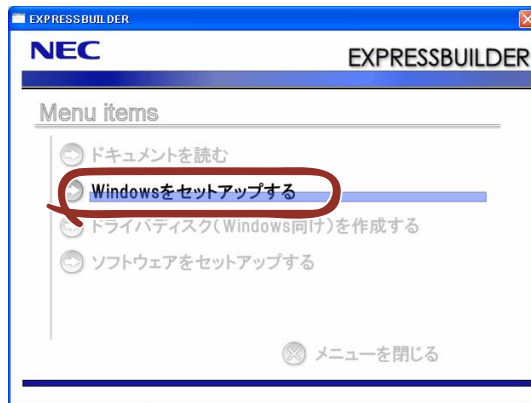 EXPRESSBUILDER
NEC
EXPRESSBUILDER
Menu items
ドキュメントを読む
Windowsをセットアップする
ドライバディスク(Windows向け)を作成する
ソフトウェアをセットアップする
メニューを閉じる